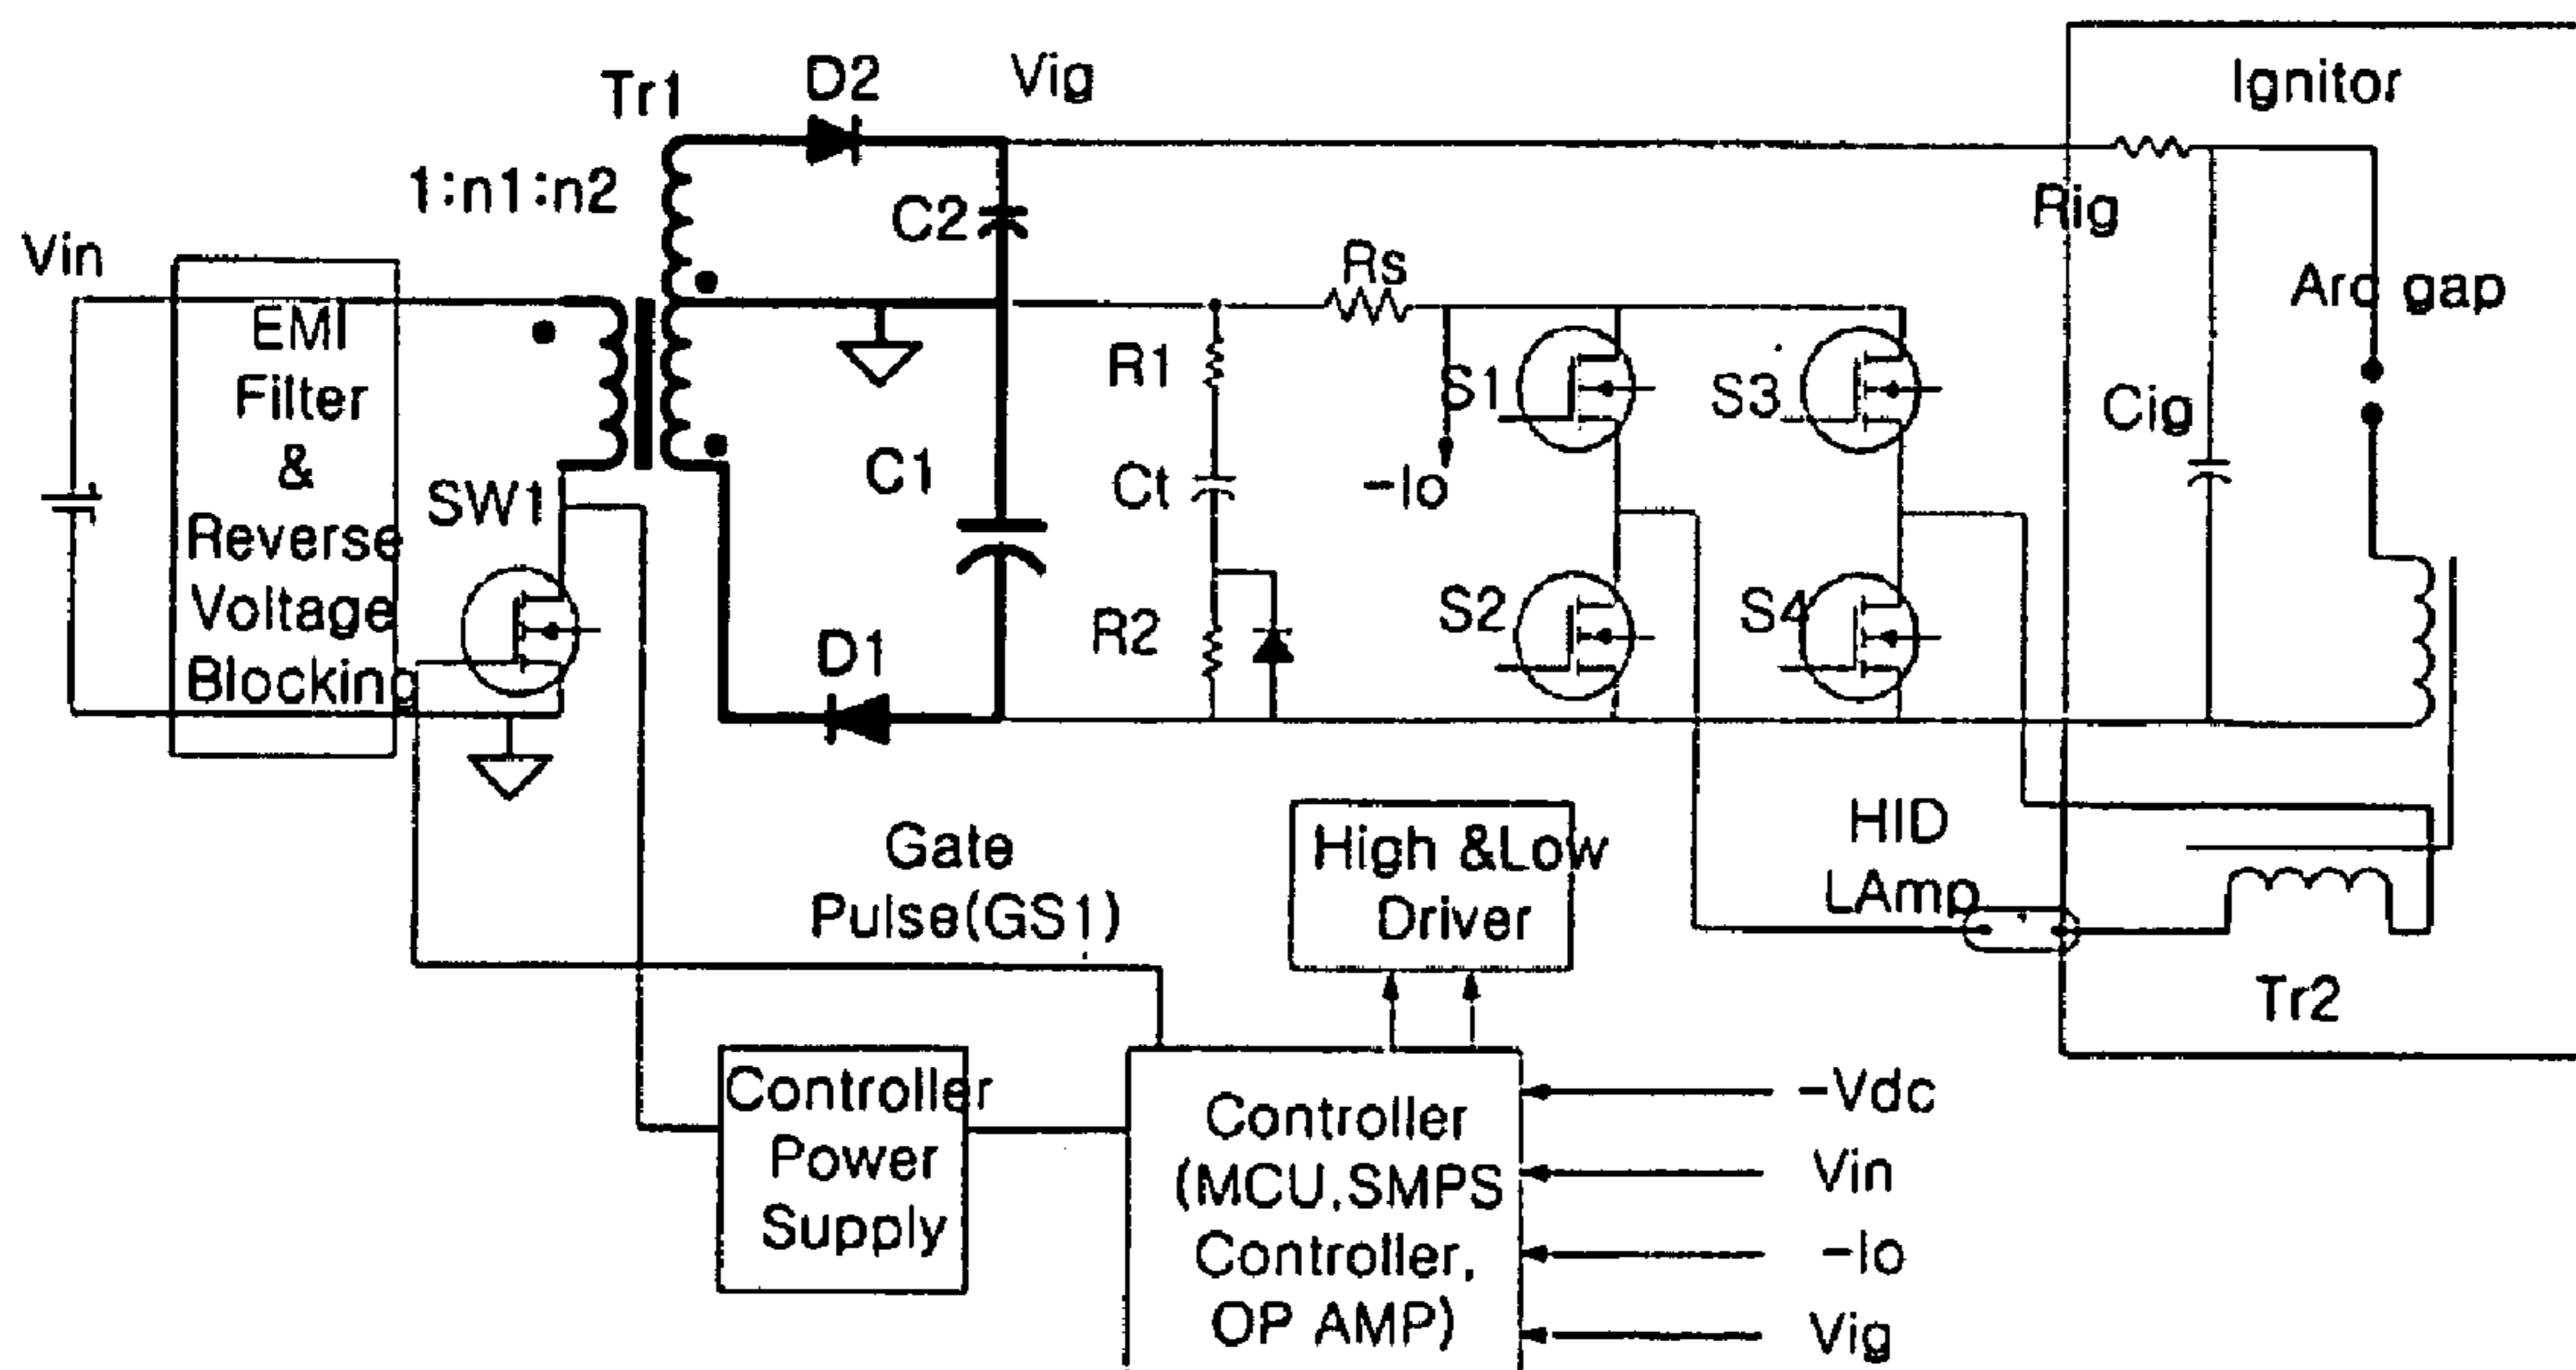 Vin
EMI
Filter
&
Reverse
Voltage
Blocking
Tr1
1:n1:n2
D2
Vig
C2
C1
D1
SW1
R1
Ct
R2
Rs
-Io
S1
S2
S3
S4
Ignitor
Rig
Arc gap
Cig
HID
LAmp
Tr2
Gate
Pulse(GS1)
High &Low
Driver
Controller
Power
Supply
Controller
(MCU,SMPS
Controller,
OP AMP)
-Vdc
Vin
-Io
Vig